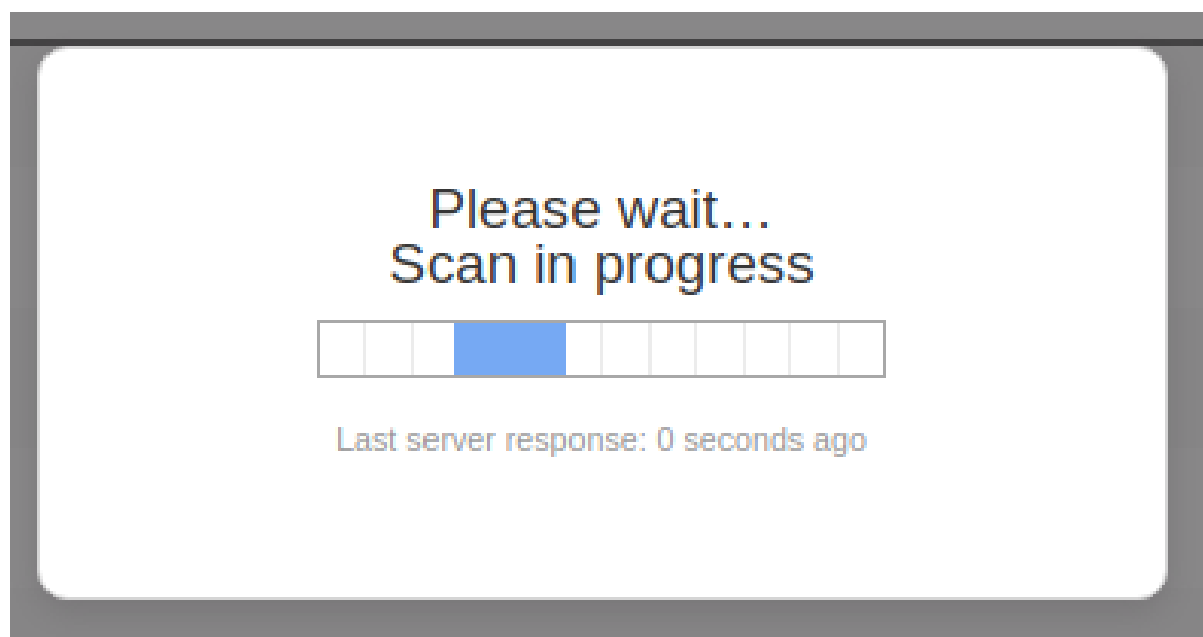 Please wait…
Scan in progress
Last server response: 0 seconds ago